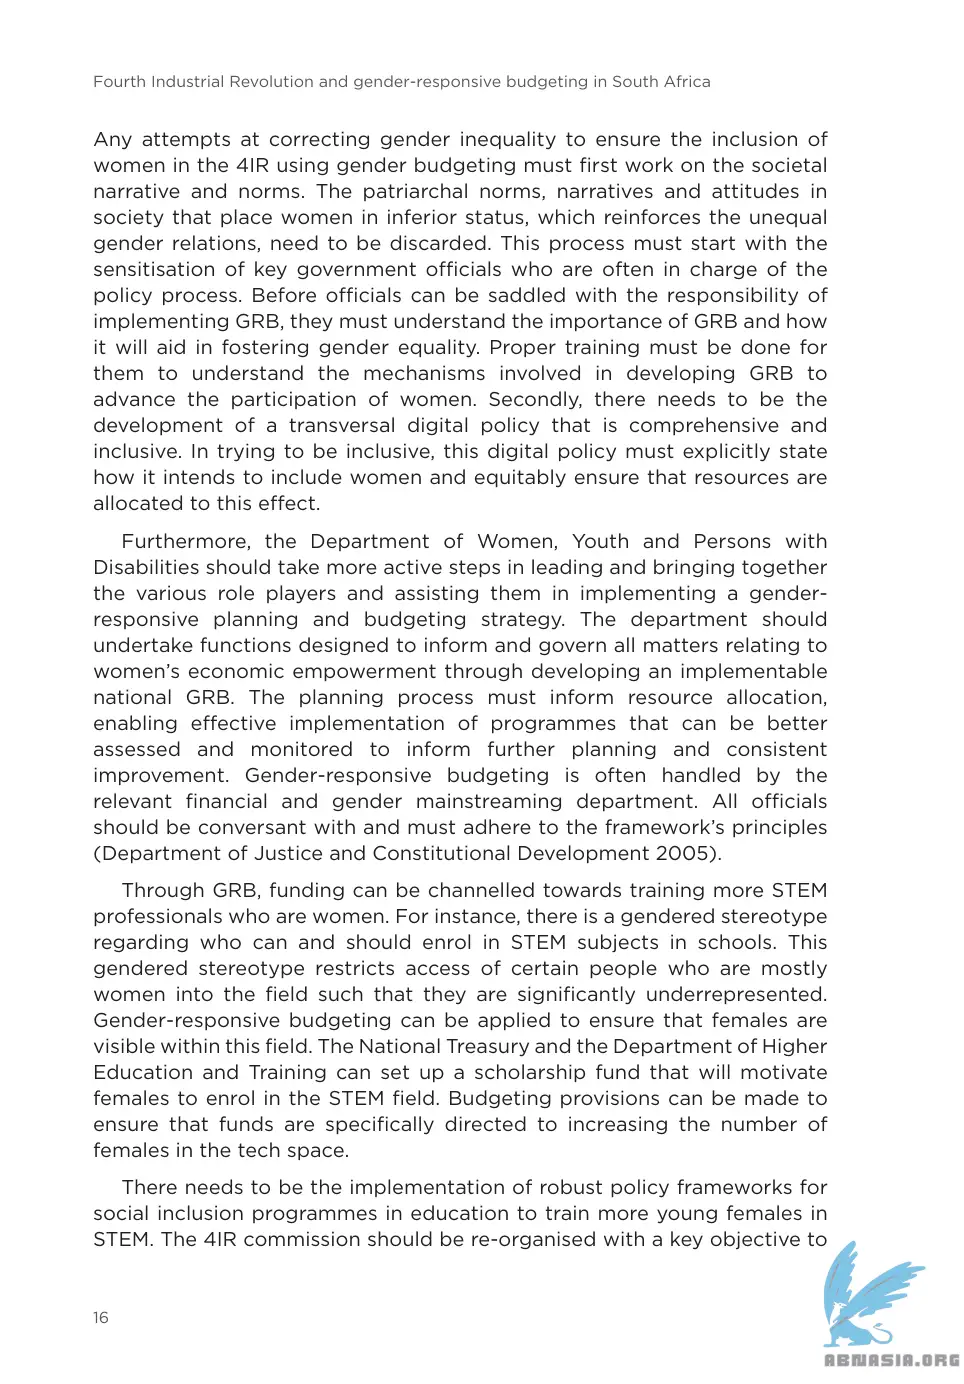 Fourth Industrial Revolution and gender-responsive budgeting in South Africa
Any attempts at correcting gender inequality to ensure the inclusion of
women in the 4IR using gender budgeting must first work on the societal
narrative and norms. The patriarchal norms, narratives and attitudes in
society that place women in inferior status, which reinforces the unequal
gender relations, need to be discarded. This process must start with the
sensitisation of key government officials who are often in charge of the
policy process. Before officials can be saddled with the responsibility of
implementing GRB, they must understand the importance of GRB and how
it will aid in fostering gender equality. Proper training must be done for
them to understand the mechanisms involved in developing GRB to
advance the participation of women. Secondly, there needs to be the
development of a transversal digital policy that is comprehensive and
inclusive. In trying to be inclusive, this digital policy must explicitly state
how it intends to include women and equitably ensure that resources are
allocated to this effect.
Furthermore, the Department of Women, Youth and Persons with
Disabilities should take more active steps in leading and bringing together
the various role players and assisting them in implementing a gender-
responsive planning and budgeting strategy. The department should
undertake functions designed to inform and govern all matters relating to
women's economic empowerment through developing an implementable
national GRB. The planning process must inform resource allocation,
enabling effective implementation of programmes that can be better
assessed and monitored to inform further planning and consistent
improvement. Gender-responsive budgeting is often handled by the
relevant financial and gender mainstreaming department. All officials
should be conversant with and must adhere to the framework's principles
(Department of Justice and Constitutional Development 2005).
Through GRB, funding can be channelled towards training more STEM
professionals who are women. For instance, there is a gendered stereotype
regarding who can and should enrol in STEM subjects in schools. This
gendered stereotype restricts access of certain people who are mostly
women into the field such that they are significantly underrepresented.
Gender-responsive budgeting can be applied to ensure that females are
visible within this field. The National Treasury and the Department of Higher
Education and Training can set up a scholarship fund that will motivate
females to enrol in the STEM field. Budgeting provisions can be made to
ensure that funds are specifically directed to increasing the number of
females in the tech space.
There needs to be the implementation of robust policy frameworks for
social inclusion programmes in education to train more young females in
STEM. The 4IR commission should be re-organised with a key objective to
16
ABNASIA.ORG